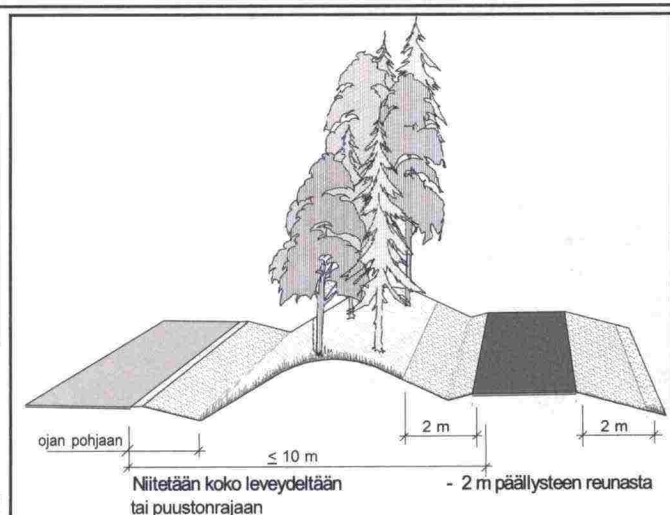 ojan pohjaan
2 m
2 m
≤ 10 m
Niitetään koko leveydeltään
tai puustonrajaan
- 2 m päällysteen reunasta